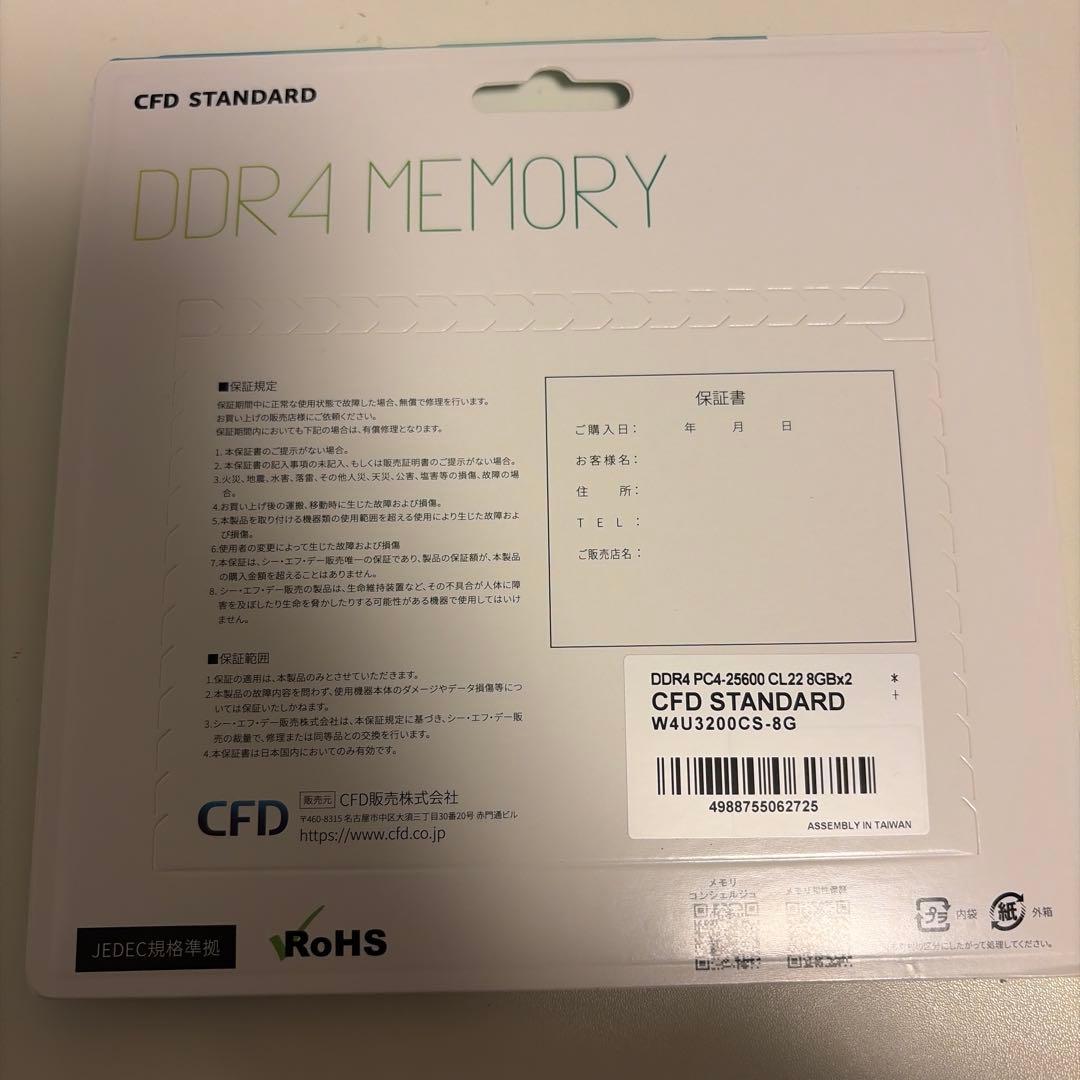 CFD STANDARD
DDR4 MEMORY
■保証規定
保証期間中に正常な使用状態で故障した場合、無償で修理を行います。
お買い上げの販売店様にご依頼ください。
保証期間内においても下記の場合は、有償修理となります。
1. 本保証書のご提示がない場合。
2. 本保証書の記入事項の未記入、もしくは販売証明書のご提示がない場合。
3.火災、地震、水害、落雷、その他人災、天災、公害、塩害等の損傷、故障の場
合。
4.お買い上げ後の運搬、移動時に生じた故障および損傷。
5.本製品を取り付ける機器類の使用範囲を超える使用により生じた故障およ
び損傷。
6.使用者の変更によって生じた故障および損傷
7.本保証は、シー・エフ・デー販売唯一の保証であり、製品の保証額が、本製品
の購入金額を超えることはありません。
8. シー・エフ・デー販売の製品は、生命維持装置など、その不具合が人体に障
害を及ぼしたり生命を脅かしたりする可能性がある機器で使用してはいけ
ません。
■保証範囲
1.保証の適用は、本製品のみとさせていただきます。
2.本製品の故障内容を問わず、使用機器本体のダメージやデータ損傷等につ
いては保証いたしかねます。
3.シー・エフ・デー販売株式会社は、本保証規定に基づき、シー・エフ・デー販
売の裁量で、修理または同等品との交換を行います。
4.本保証書は日本国内においてのみ有効です。
CFD
販売元 CFD販売株式会社
〒460-8315 名古屋市中区大須三丁目30番20号 赤門通ビル
https://www.cfd.co.jp
保証書
ご購入日： 年 月 日
お客様名：
住 所：
T E L ：
ご販売店名：
DDR4 PC4-25600 CL22 8GBx2 *
CFD STANDARD +
W4U3200CS-8G
4988755062725
ASSEMBLY IN TAIWAN
JEDEC規格準拠
RoHS
メモリ
コンシェルジュ
メモリ相性保証
プラ 内袋
紙 外箱
区分にしたがって処理してください。